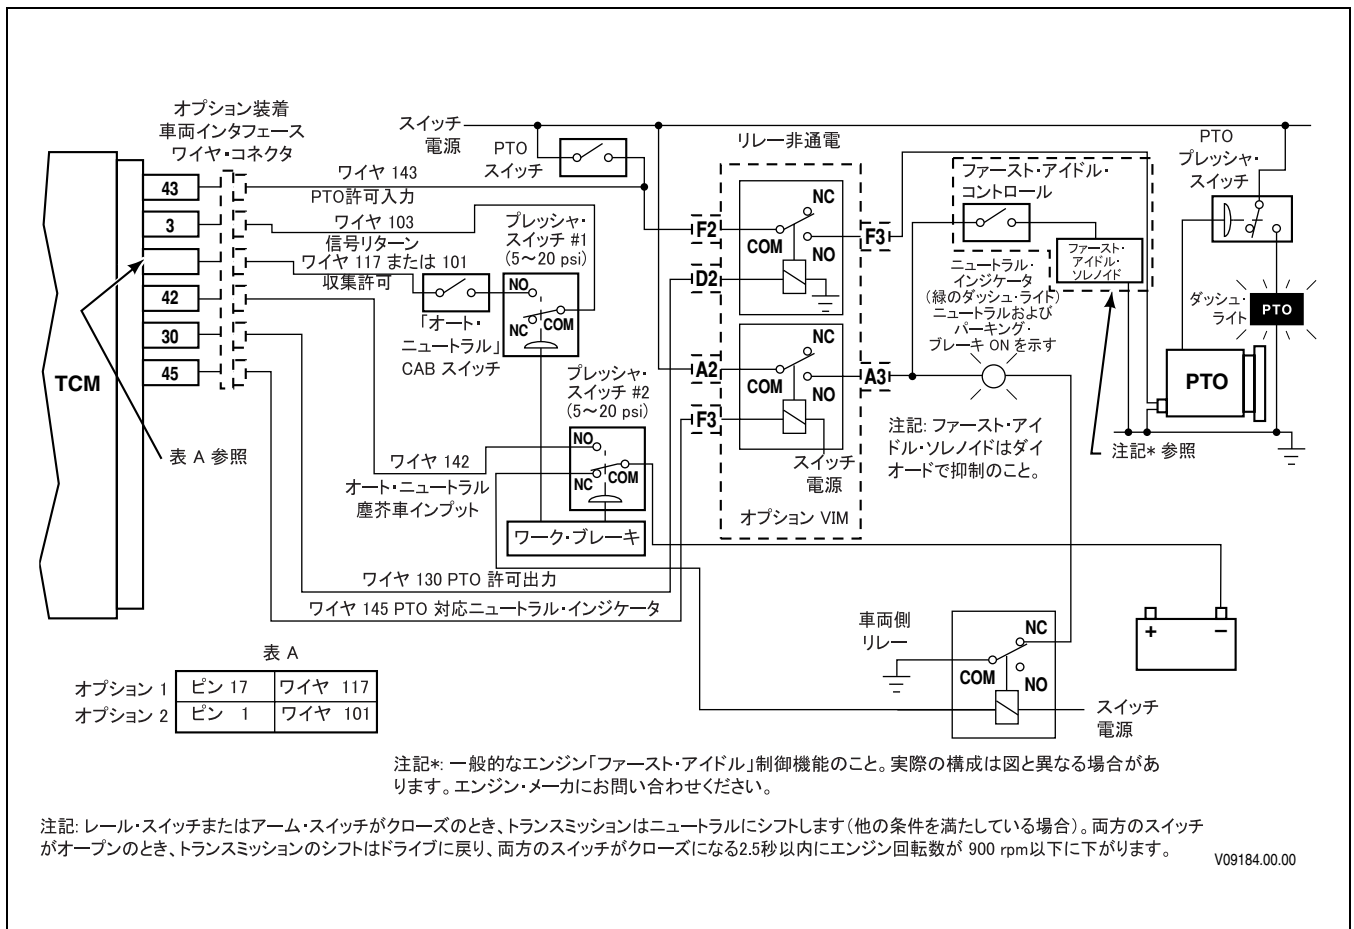 オプション装着
車両インタフェース
ワイヤ・コネクタ
スイッチ
電源
PTO
スイッチ
リレー非通電
PTO
プレッシャ・
スイッチ
43
ワイヤ 143
PTO許可入力
3
ワイヤ 103
信号リターン
ワイヤ 117 または 101
収集許可
42
30
45
TCM
表 A 参照
プレッシャ・
スイッチ #1
(5~20 psi)
NO
NC
COM
「オート・
ニュートラル」
CAB スイッチ
プレッシャ・
スイッチ #2
(5~20 psi)
NO
NC
COM
ワイヤ 142
オート・ニュートラル
塵芥車インプット
ワーク・ブレーキ
ワイヤ 130 PTO 許可出力
ワイヤ 145 PTO 対応ニュートラル・インジケータ
F2
D2
A2
F3
NC
COM
NO
NC
COM
NO
スイッチ
電源
オプション VIM
F3
A3
ファースト・アイドル・
コントロール
ファースト・
アイドル・
ソレノイド
ニュートラル・
インジケータ
(緑のダッシュ・ライド)
ニュートラルおよび
パーキング・
ブレーキ ON を示す
注記: ファースト・アイ
ドル・ソレノイドはダイ
オードで抑制のこと。
ダッシュ・
ライト
PTO
PTO
注記* 参照
車両側
リレー
NC
COM
NO
スイッチ
電源
+
−
表 A
オプション 1 ピン 17 ワイヤ 117
オプション 2 ピン 1 ワイヤ 101
注記*: 一般的なエンジン「ファースト・アイドル」制御機能のこと。実際の構成は図と異なる場合があ
ります。エンジン・メーカにお問い合わせください。
注記: レール・スイッチまたはアーム・スイッチがクローズのとき、トランスミッションはニュートラルにシフトします(他の条件を満たしている場合)。両方のスイッチ
がオープンのとき、トランスミッションのシフトはドライブに戻り、両方のスイッチがクローズになる2.5秒以内にエンジン回転数が 900 rpm以下に下がります。
V09184.00.00